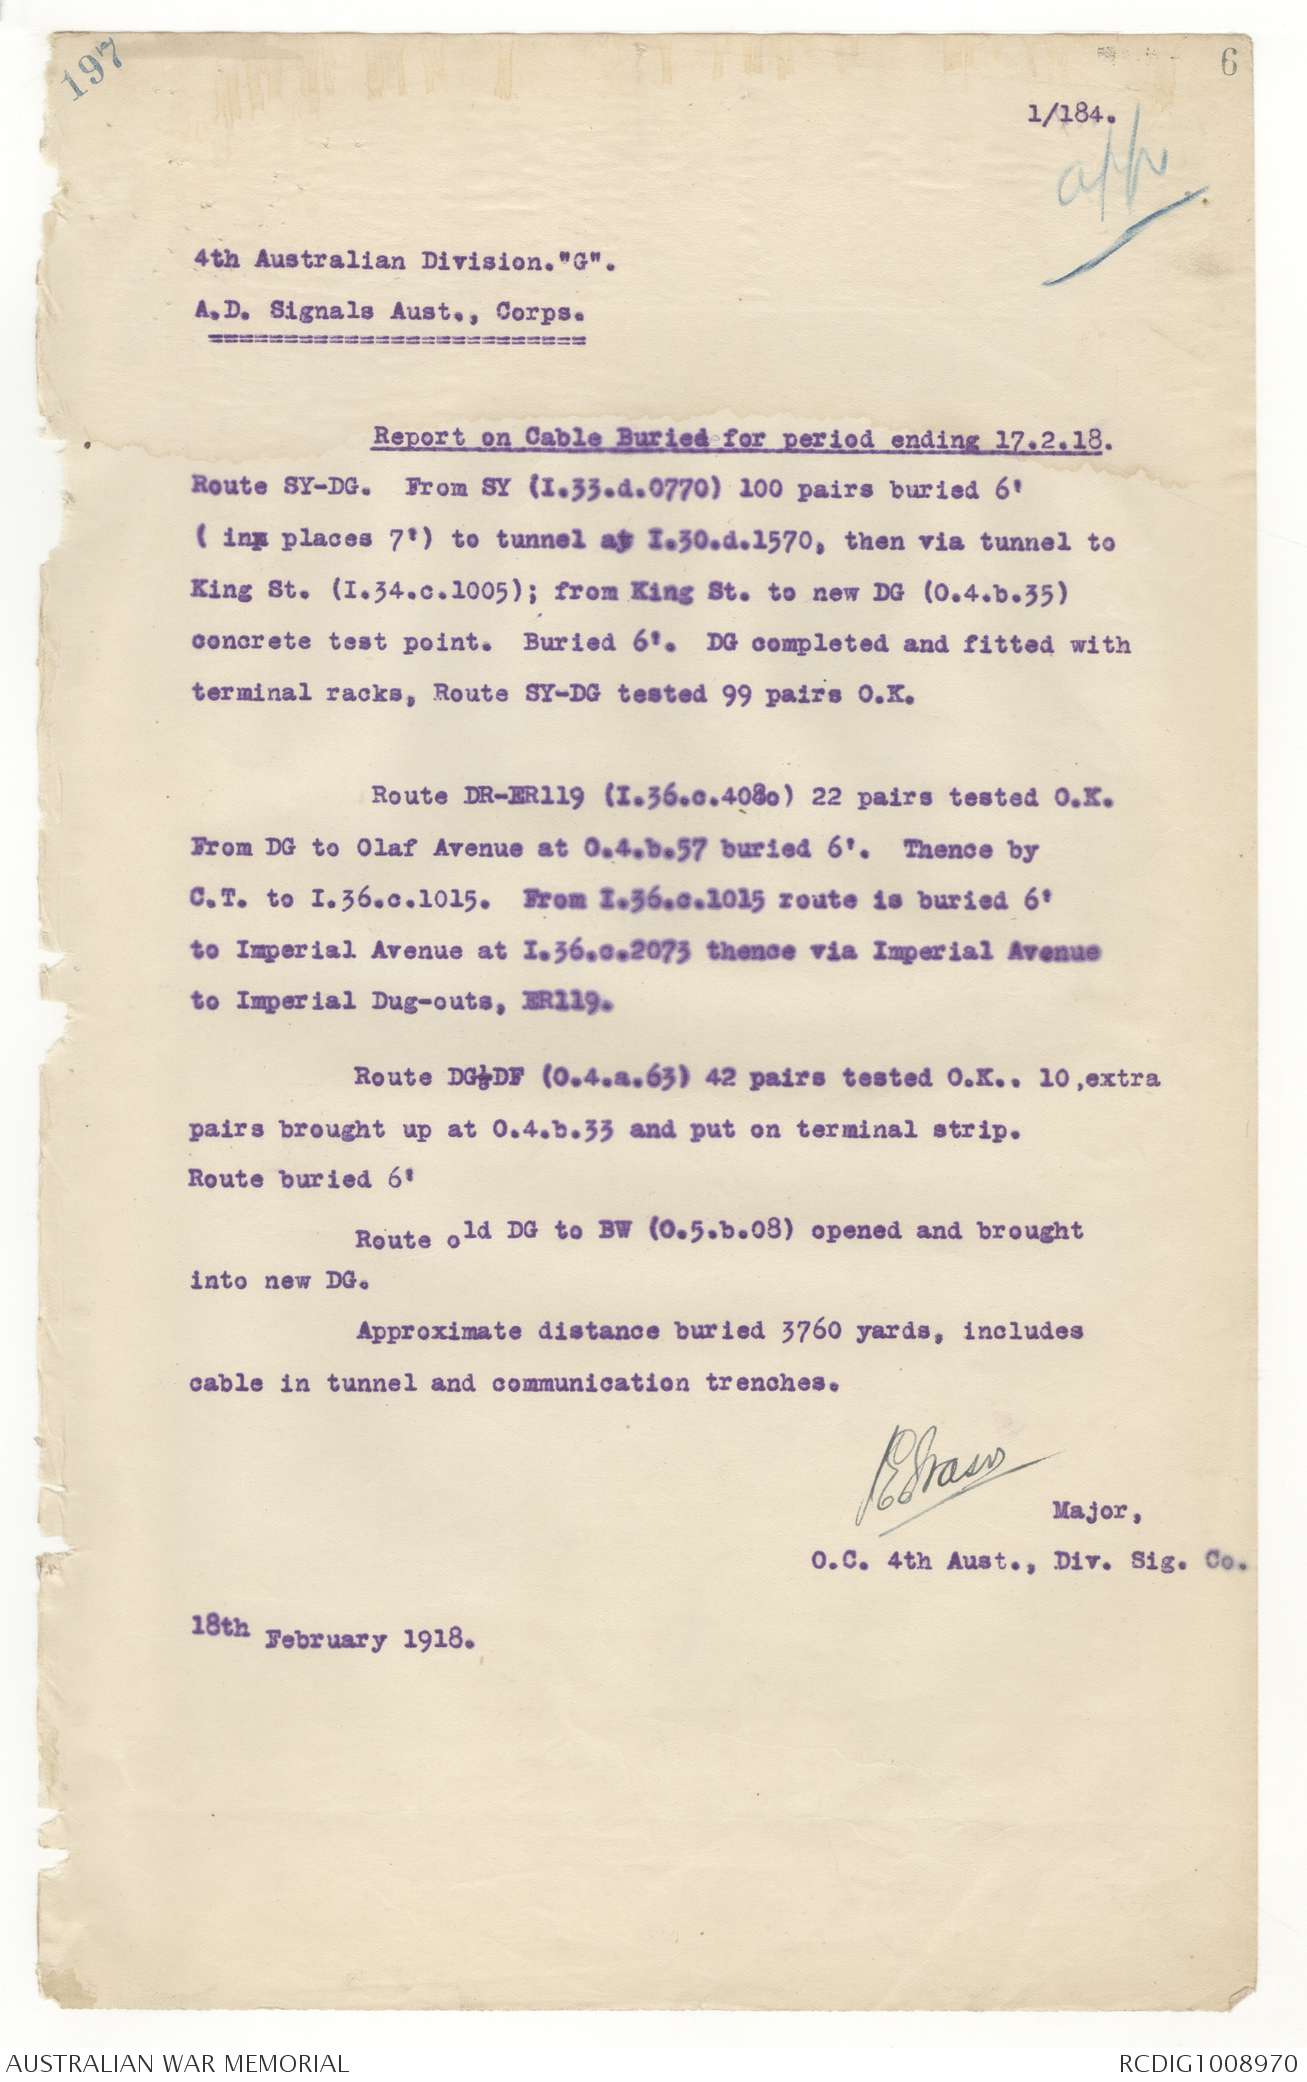 197
6
1/184.
app
4th Australian Division."G".
A.D. Signals Aust., Corps.
=========================
Report on Cable Buried for period ending 17.2.18.
Route SY-DG. From SY (I.33.d.0770) 100 pairs buried 6'
( in places 7') to tunnel at I.30.d.1570, then via tunnel to
King St. (I.34.c.1005); from King St. to new DG (O.4.b.35)
concrete test point. Buried 6'. DG completed and fitted with
terminal racks, Route SY-DG tested 99 pairs O.K.
Route DR-ER119 (I.36.c.4080) 22 pairs tested O.K.
From DG to Olaf Avenue at O.4.b.57 buried 6'. Thence by
C.T. to I.36.c.1015. From I.36.c.1015 route is buried 6'
to Imperial Avenue at I.36.c.2073 thence via Imperial Avenue
to Imperial Dug-outs, ER119.
Route DG-DF (O.4.a.63) 42 pairs tested O.K.. 10,extra
pairs brought up at O.4.b.33 and put on terminal strip.
Route buried 6'
Route old DG to BW (O.5.b.08) opened and brought
into new DG.
Approximate distance buried 3760 yards, includes
cable in tunnel and communication trenches.
Major,
O.C. 4th Aust., Div. Sig. Co.
18th February 1918.
AUSTRALIAN WAR MEMORIAL
RCDIG1008970